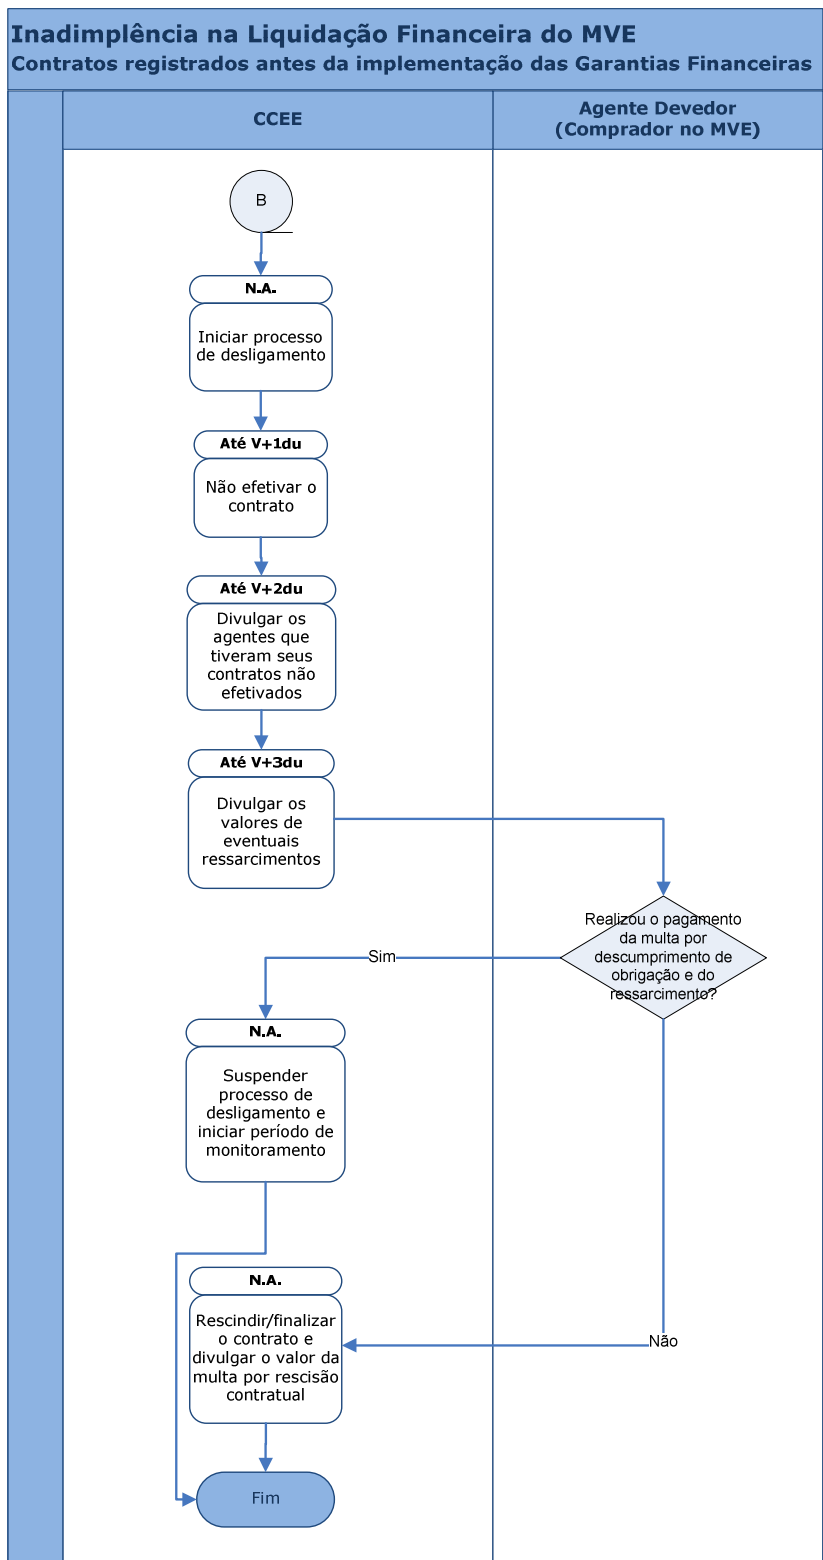 Inadimplência na Liquidação Financeira do MVE
Contratos registrados antes da implementação das Garantias Financeiras
CCEE
Agente Devedor
(Comprador no MVE)
B
N.A.
Iniciar processo
de desligamento
Até V+1du
Não efetivar o
contrato
Até V+2du
Divulgar os
agentes que
tiveram seus
contratos não
efetivados
Até V+3du
Divulgar os
valores de
eventuais
ressarcimentos
Realizou o pagamento
da multa por
descumprimento de
obrigação e do
ressarcimento?
Sim
N.A.
Suspender
processo de
desligamento e
iniciar período de
monitoramento
N.A.
Rescindir/finalizar
o contrato e
divulgar o valor da
multa por rescisão
contratual
Não
Fim